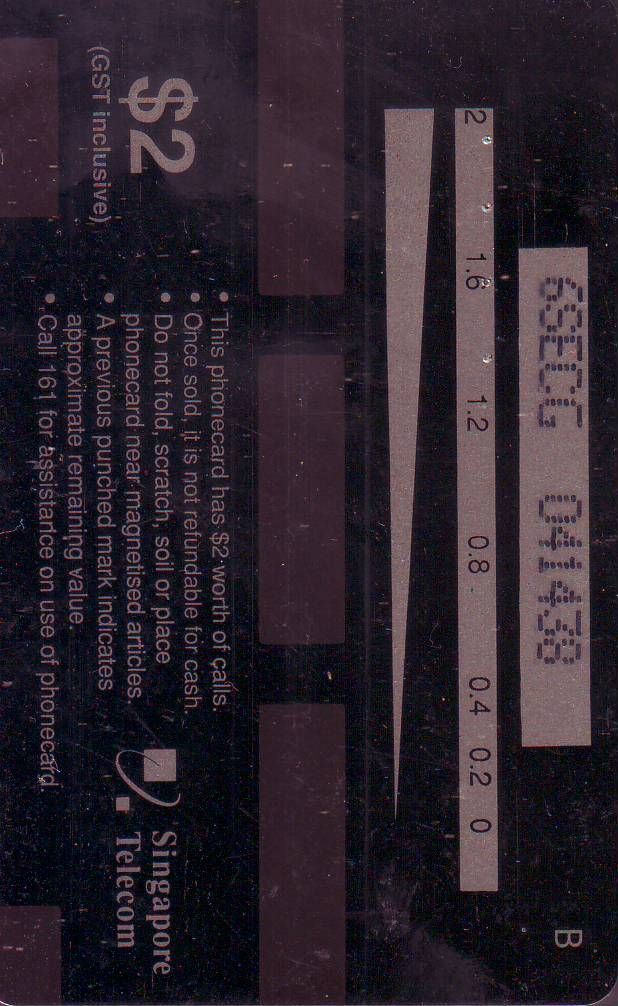 68ECG 041438
B
2 1.6 1.2 0.8 0.4 0.2 0
$2
(GST inclusive)
• This phonecard has $2 worth of calls.
• Once sold, it is not refundable for cash.
• Do not fold, scratch, soil or place
phonecard near magnetised articles.
• A previous punched mark indicates
approximate remaining value.
• Call 161 for assistance on use of phonecard.
Singapore
Telecom